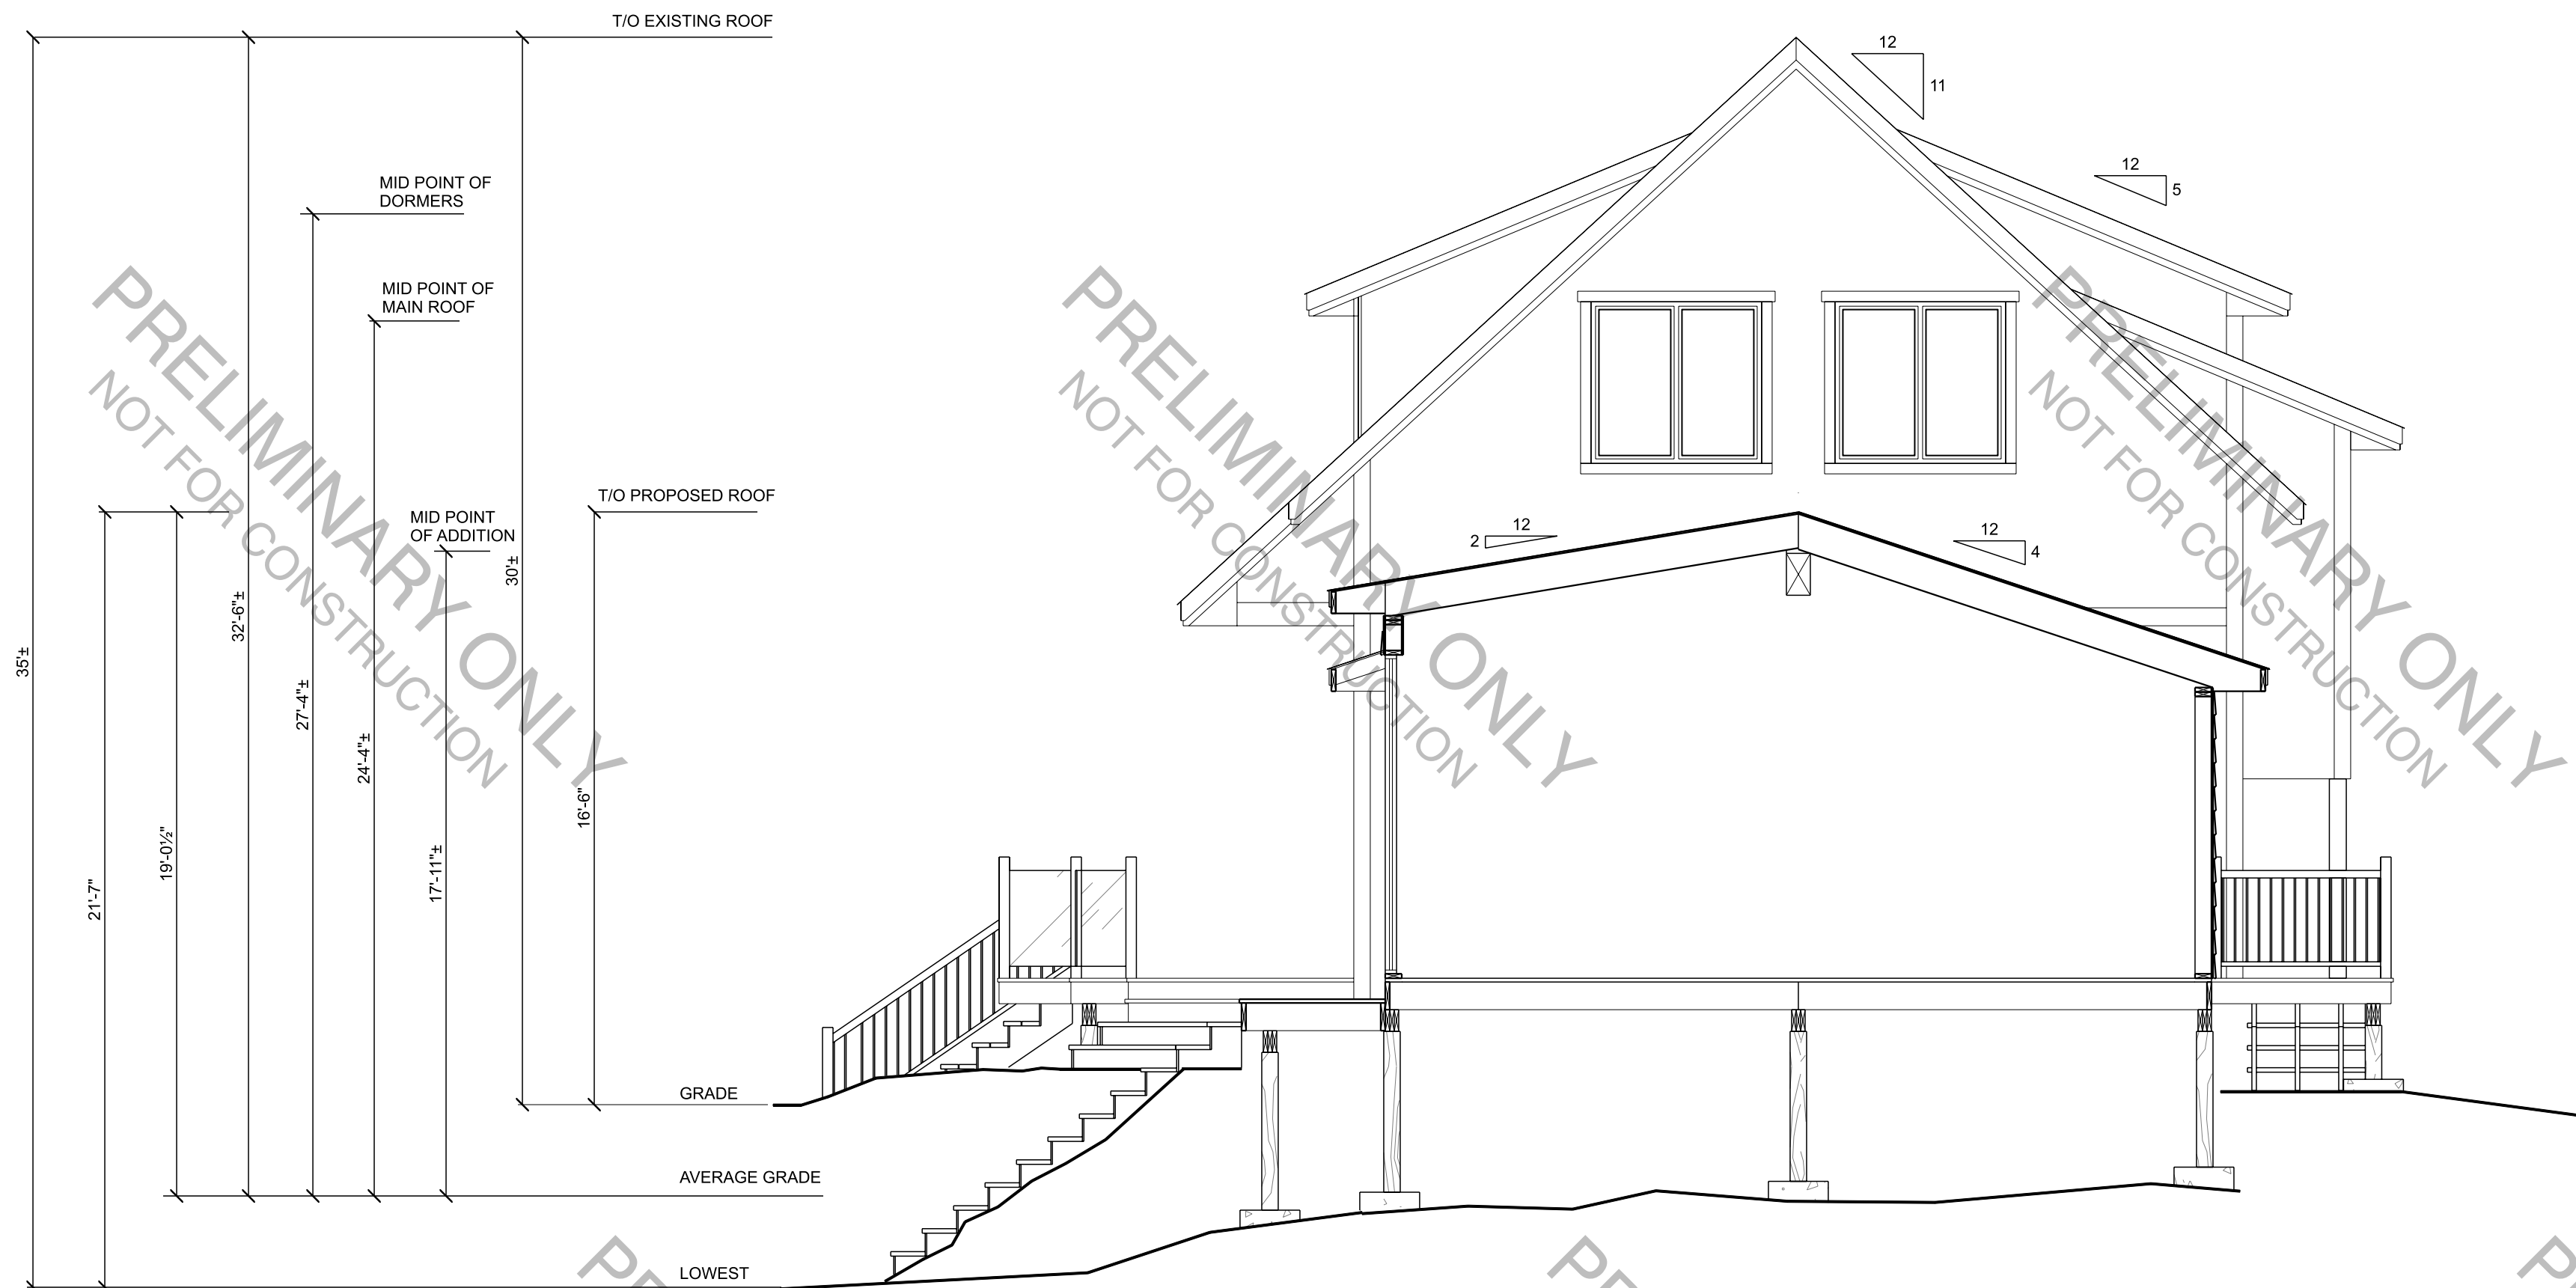 T/O EXISTING ROOF
12
11
12
5
MID POINT OF
DORMERS
MID POINT OF
MAIN ROOF
T/O PROPOSED ROOF
MID POINT
OF ADDITION
12
2
12
4
35'±
21'-7"
19'-0½"
32'-6"±
27'-4"±
24'-4"±
17'-11"±
30'±
16'-6"
GRADE
AVERAGE GRADE
LOWEST
PRELIMINARY ONLY
NOT FOR CONSTRUCTION
PRELIMINARY ONLY
NOT FOR CONSTRUCTION
PRELIMINARY ONLY
NOT FOR CONSTRUCTION